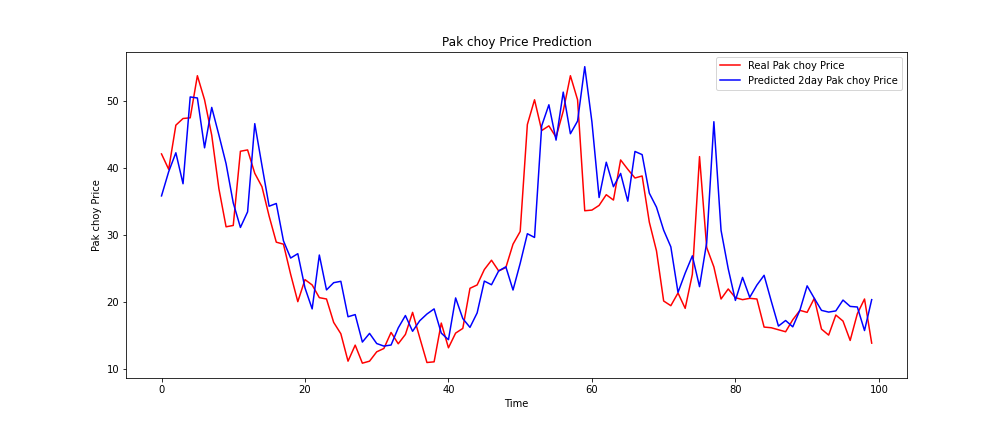 Pak choy Price Prediction
Real Pak choy Price
Predicted 2day Pak choy Price
Pak choy Price
50
40
30
20
10
0
20
40
60
80
100
Time